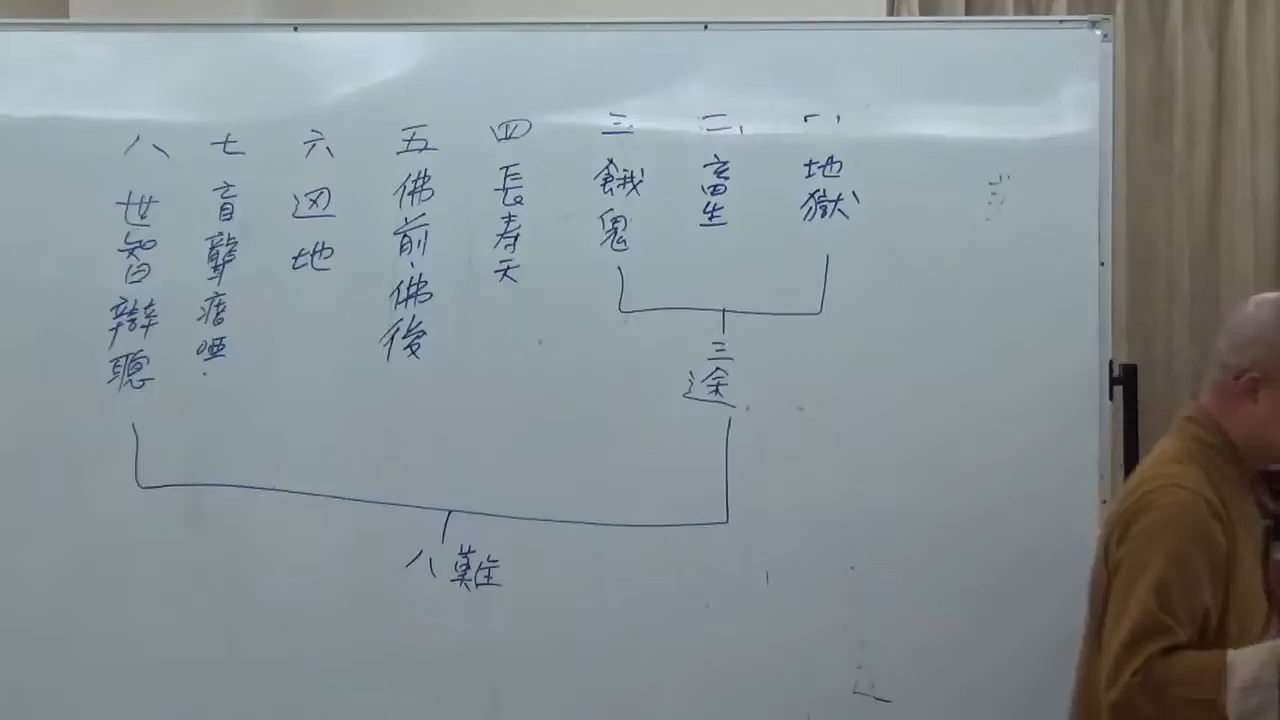 一、地獄
二、畜生
三、餓鬼
三途
四長壽天
五佛前、佛後
六邊地
七盲聾瘖啞
八世智辯聰
八難